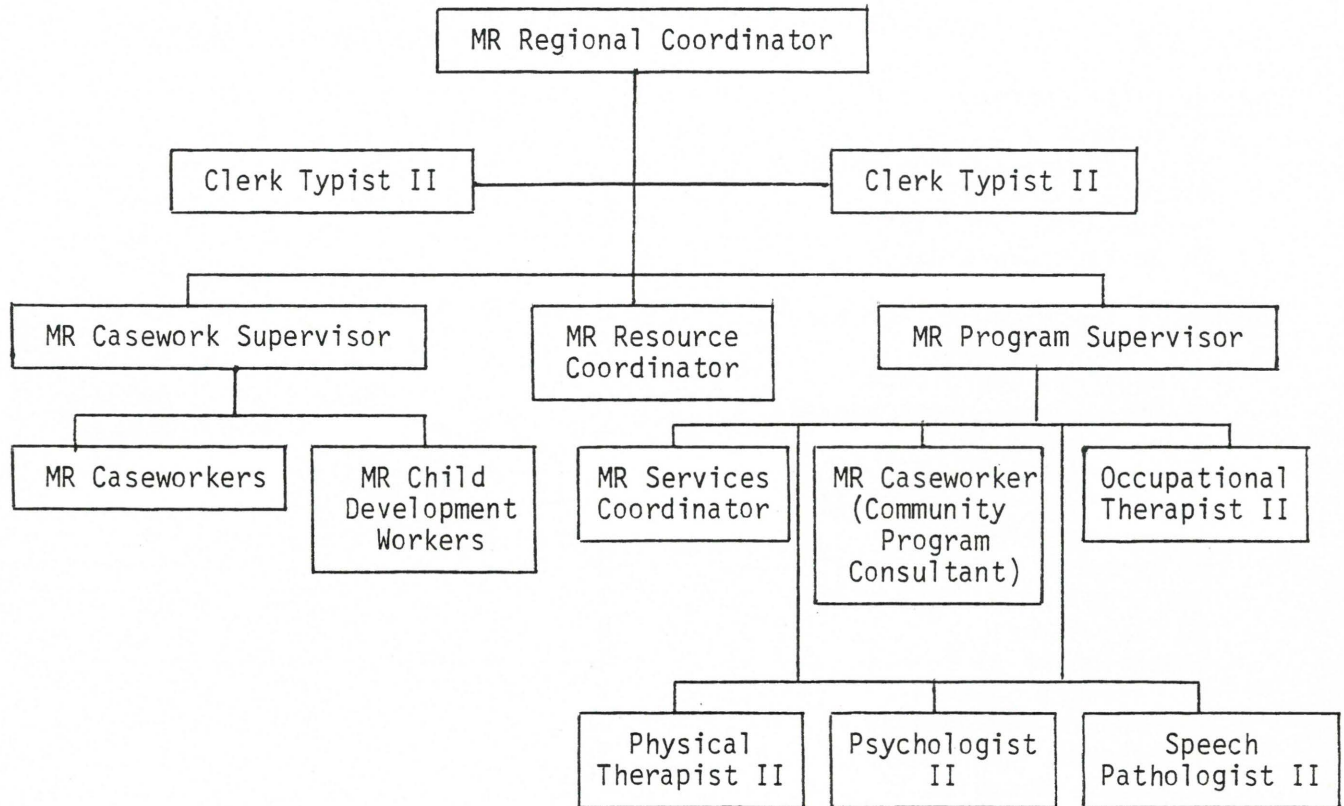 MR Regional Coordinator
Clerk Typist II
Clerk Typist II
MR Casework Supervisor
MR Resource
Coordinator
MR Program Supervisor
MR Caseworkers
MR Child
Development
Workers
MR Services
Coordinator
MR Caseworker
(Community
Program
Consultant)
Occupational
Therapist II
Physical
Therapist II
Psychologist
II
Speech
Pathologist II